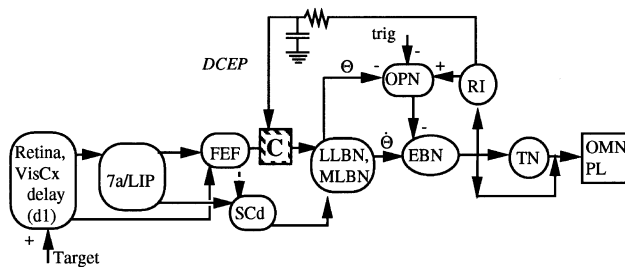 trig
DCEP
Θ
-
-
OPN
+
RI
Retina,
VisCx
delay
(d1)
7a/LIP
FEF
C
LLBN,
MLBN
Θ̇
-
EBN
TN
OMN
PL
SCd
+
Target